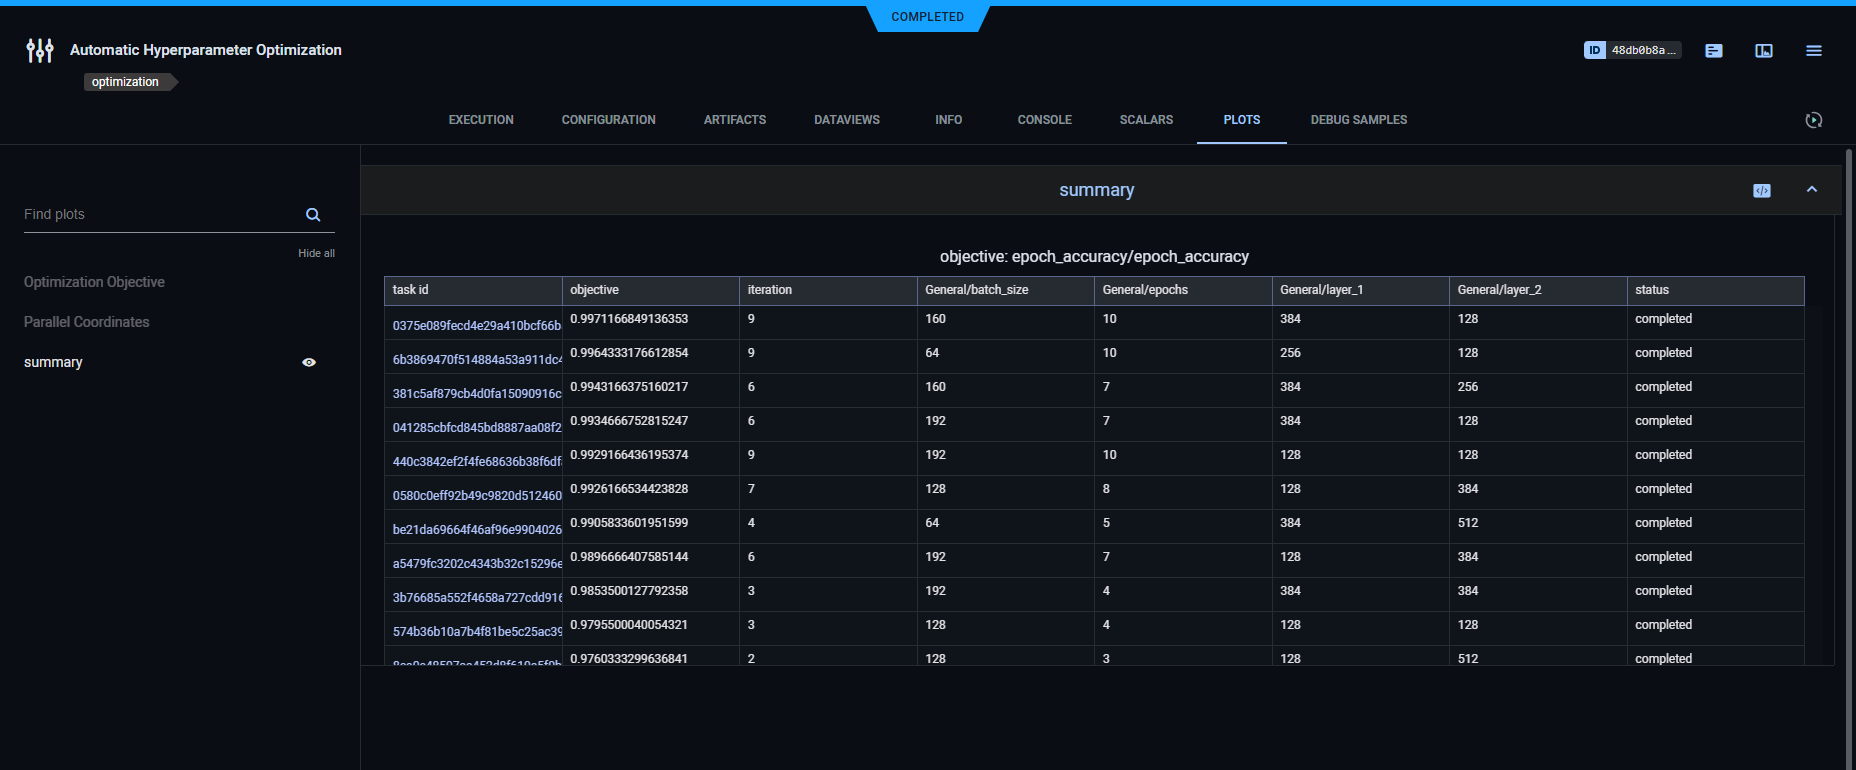 COMPLETED
Automatic Hyperparameter Optimization
ID 48db0b8a...
optimization
EXECUTION CONFIGURATION ARTIFACTS DATAVIEWS INFO CONSOLE SCALARS PLOTS DEBUG SAMPLES
Find plots
Hide all
Optimization Objective
Parallel Coordinates
summary
summary
objective: epoch_accuracy/epoch_accuracy
task id objective iteration General/batch_size General/epochs General/layer_1 General/layer_2 status
0375e089fecd4e29a410bcf66b 0.9971166849136353 9 160 10 384 128 completed
6b3869470f514884a53a911dc4 0.9964333176612854 9 64 10 256 128 completed
381c5af879cb4d0fa15090916c 0.9943166375160217 6 160 7 384 256 completed
041285cbfcd845bd8887aa08f2 0.9934666752815247 6 192 7 384 128 completed
440c3842ef2f4fe68636b38f6df 0.9929166436195374 9 192 10 128 128 completed
0580c0eff92b49c9820d512460 0.9926166534423828 7 128 8 128 384 completed
be21da69664f46af96e9904026 0.9905833601951599 4 64 5 384 512 completed
a5479fc3202c4343b32c15296e 0.9896666407585144 6 192 7 128 384 completed
3b76685a552f4658a727cdd916 0.9853500127792358 3 192 4 384 384 completed
574b36b10a7b4f81be5c25ac39 0.9795500040054321 3 128 4 128 128 completed
0.9760333299636841 2 128 3 128 512 completed